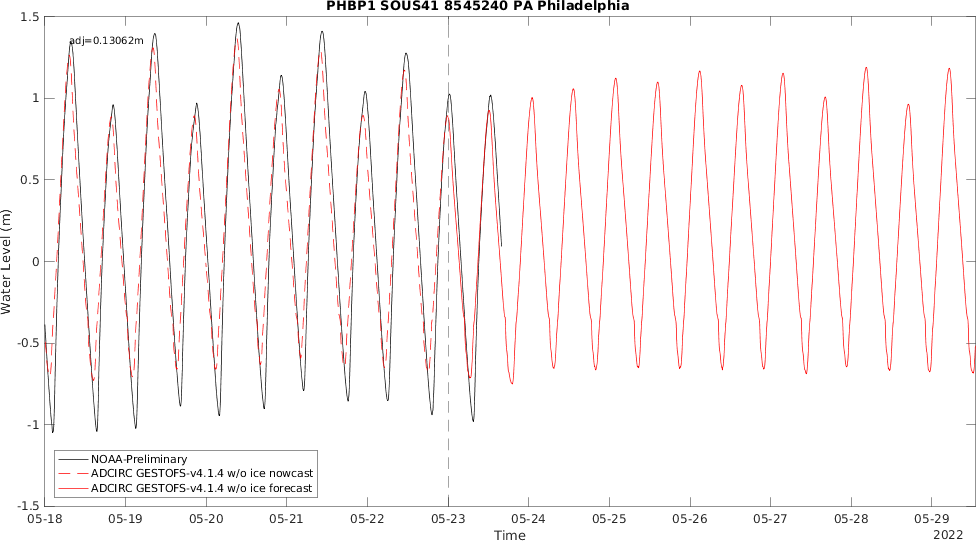 PHBP1 SOUS41 8545240 PA Philadelphia
adj=0.13062m
1.5
1
0.5
0
-0.5
-1
-1.5
Water Level (m)
NOAA-Preliminary
ADCIRC GESTOFS-v4.1.4 w/o ice nowcast
ADCIRC GESTOFS-v4.1.4 w/o ice forecast
05-18 05-19 05-20 05-21 05-22 05-23 05-24 05-25 05-26 05-27 05-28 05-29
Time
2022